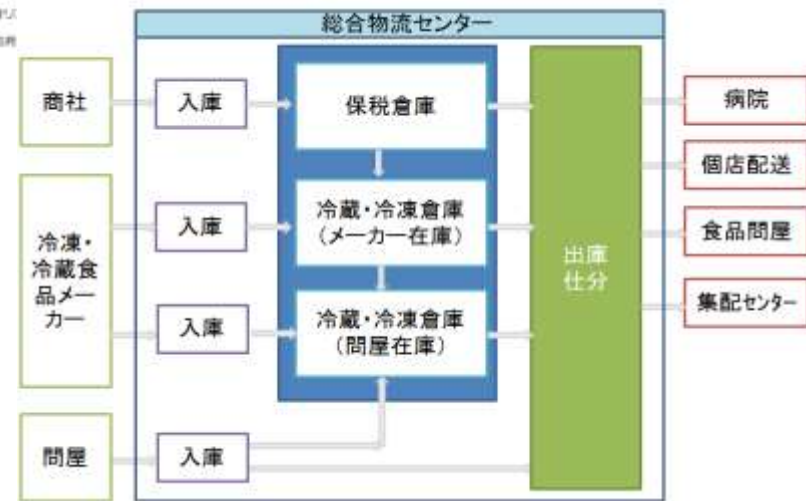 総合物流センター
商社
入庫
保税倉庫
病院
個店配送
冷凍・
冷蔵食
品メー
カー
入庫
冷蔵・冷凍倉庫
(メーカー在庫)
出庫
仕分
食品問屋
入庫
冷蔵・冷凍倉庫
(問屋在庫)
集配センター
問屋
入庫